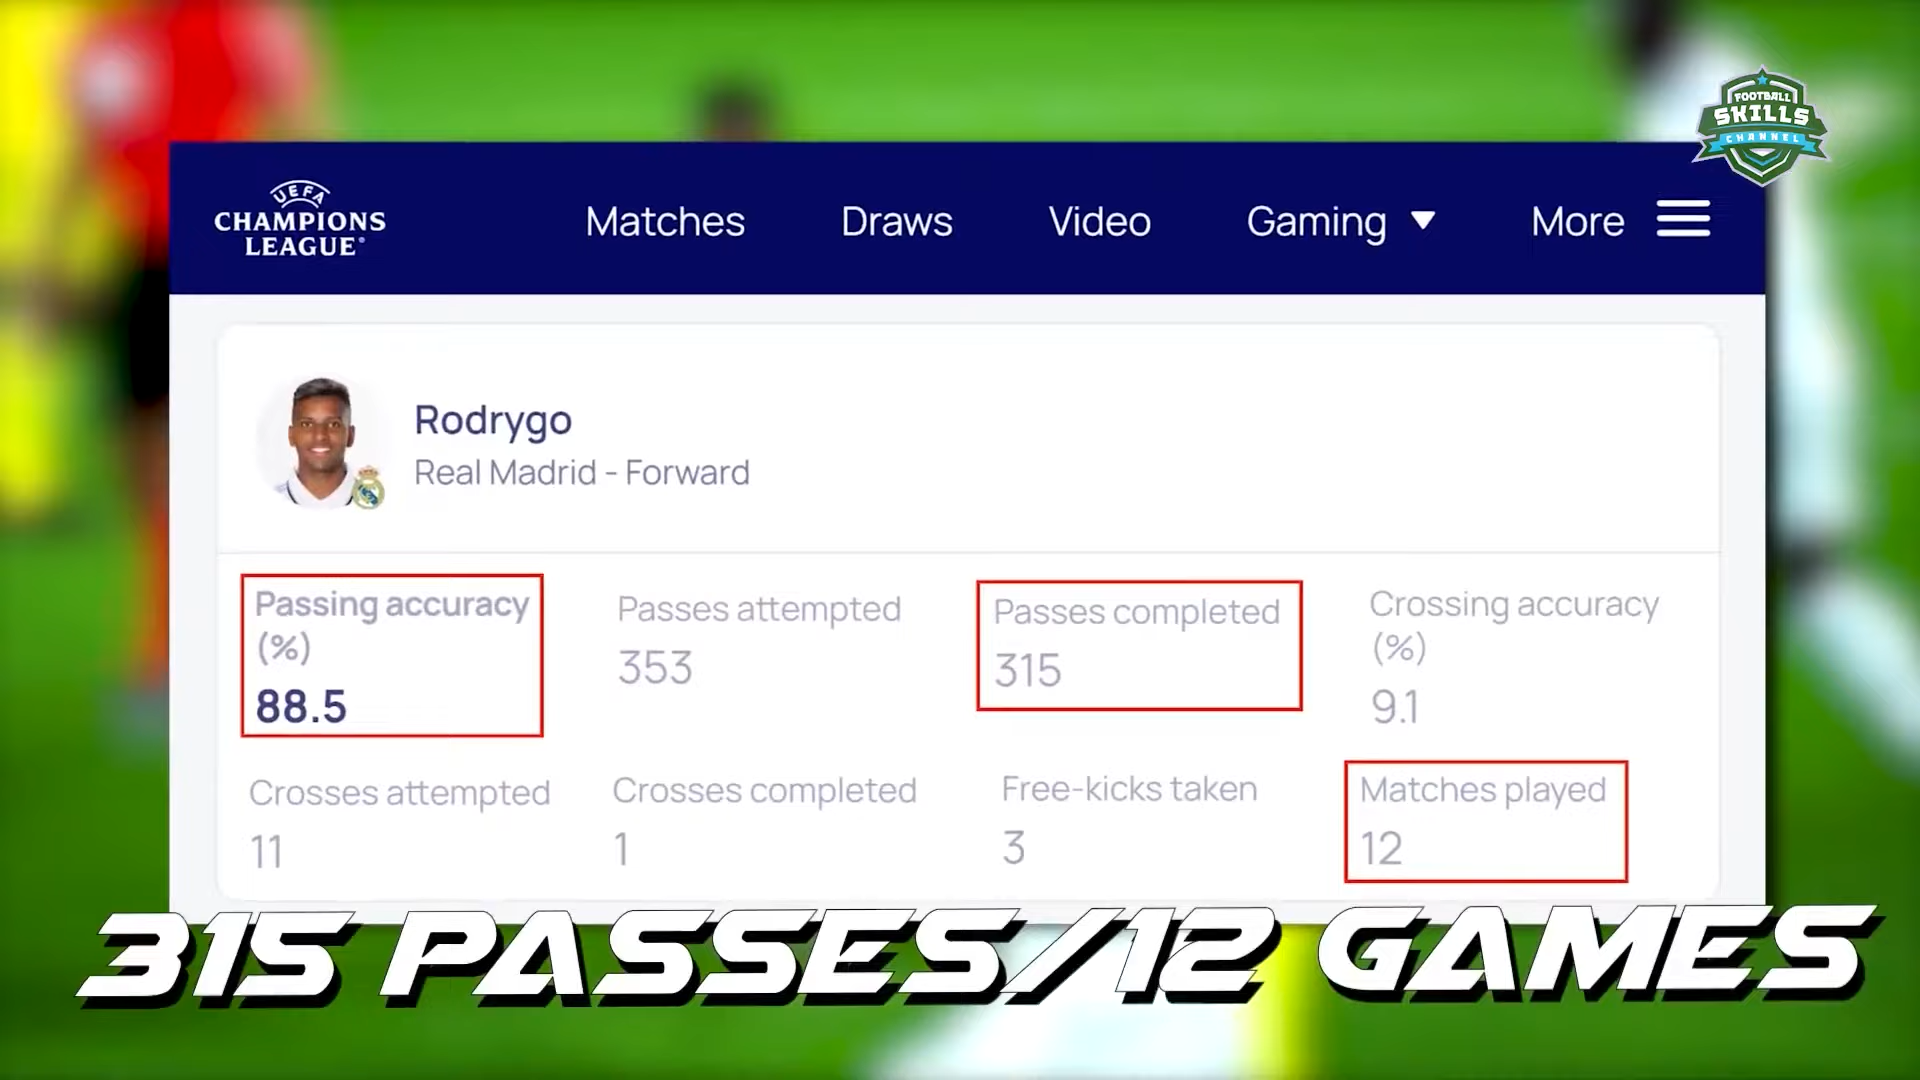 FOOTBALL
SKILLS
CHANNEL
UEFA
CHAMPIONS
LEAGUE
Matches
Draws
Video
Gaming
More
Rodrygo
Real Madrid - Forward
Passing accuracy
(%)
88.5
Passes attempted
353
Passes completed
315
Crossing accuracy
(%)
9.1
Crosses attempted
11
Crosses completed
1
Free-kicks taken
3
Matches played
12
315 PASSES/12 GAMES